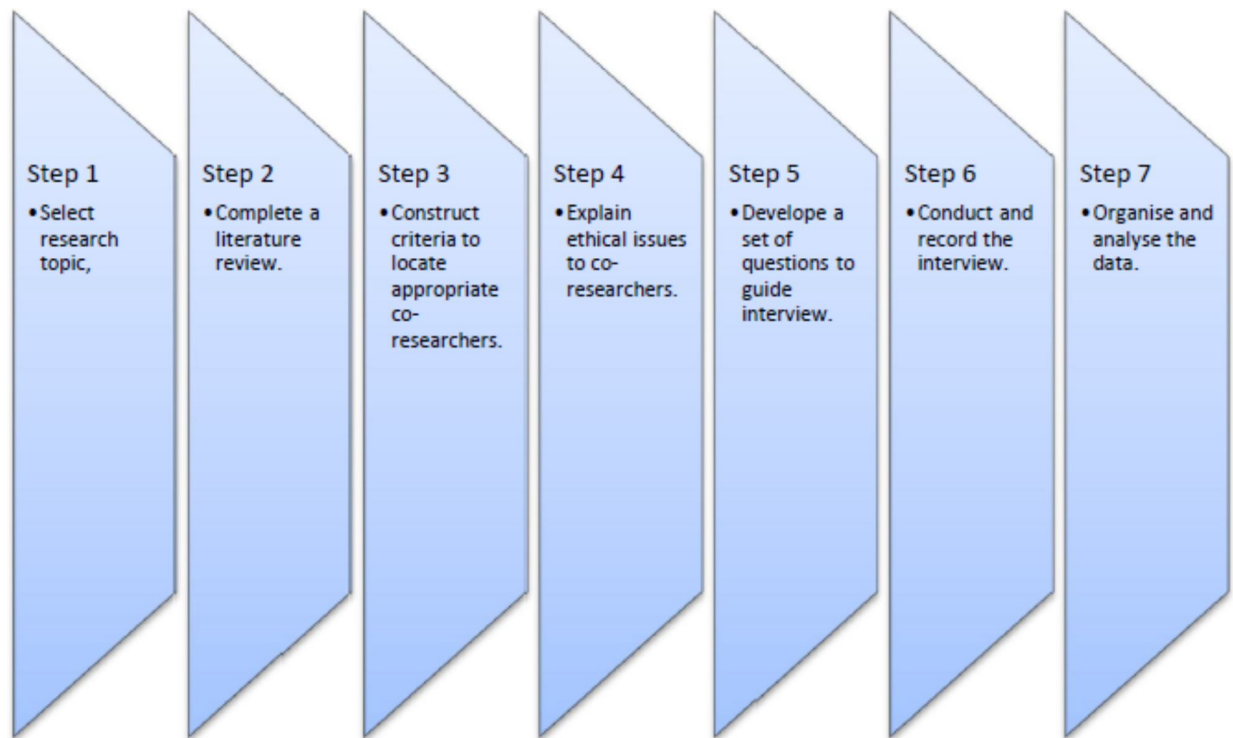 Step 1
•Select
research
topic,
Step 2
•Complete a
literature
review.
Step 3
•Construct
criteria to
locate
appropriate
co-
researchers.
Step 4
•Explain
ethical issues
to co-
researchers.
Step 5
•Develope a
set of
questions to
guide
interview.
Step 6
•Conduct and
record the
interview.
Step 7
•Organise and
analyse the
data.